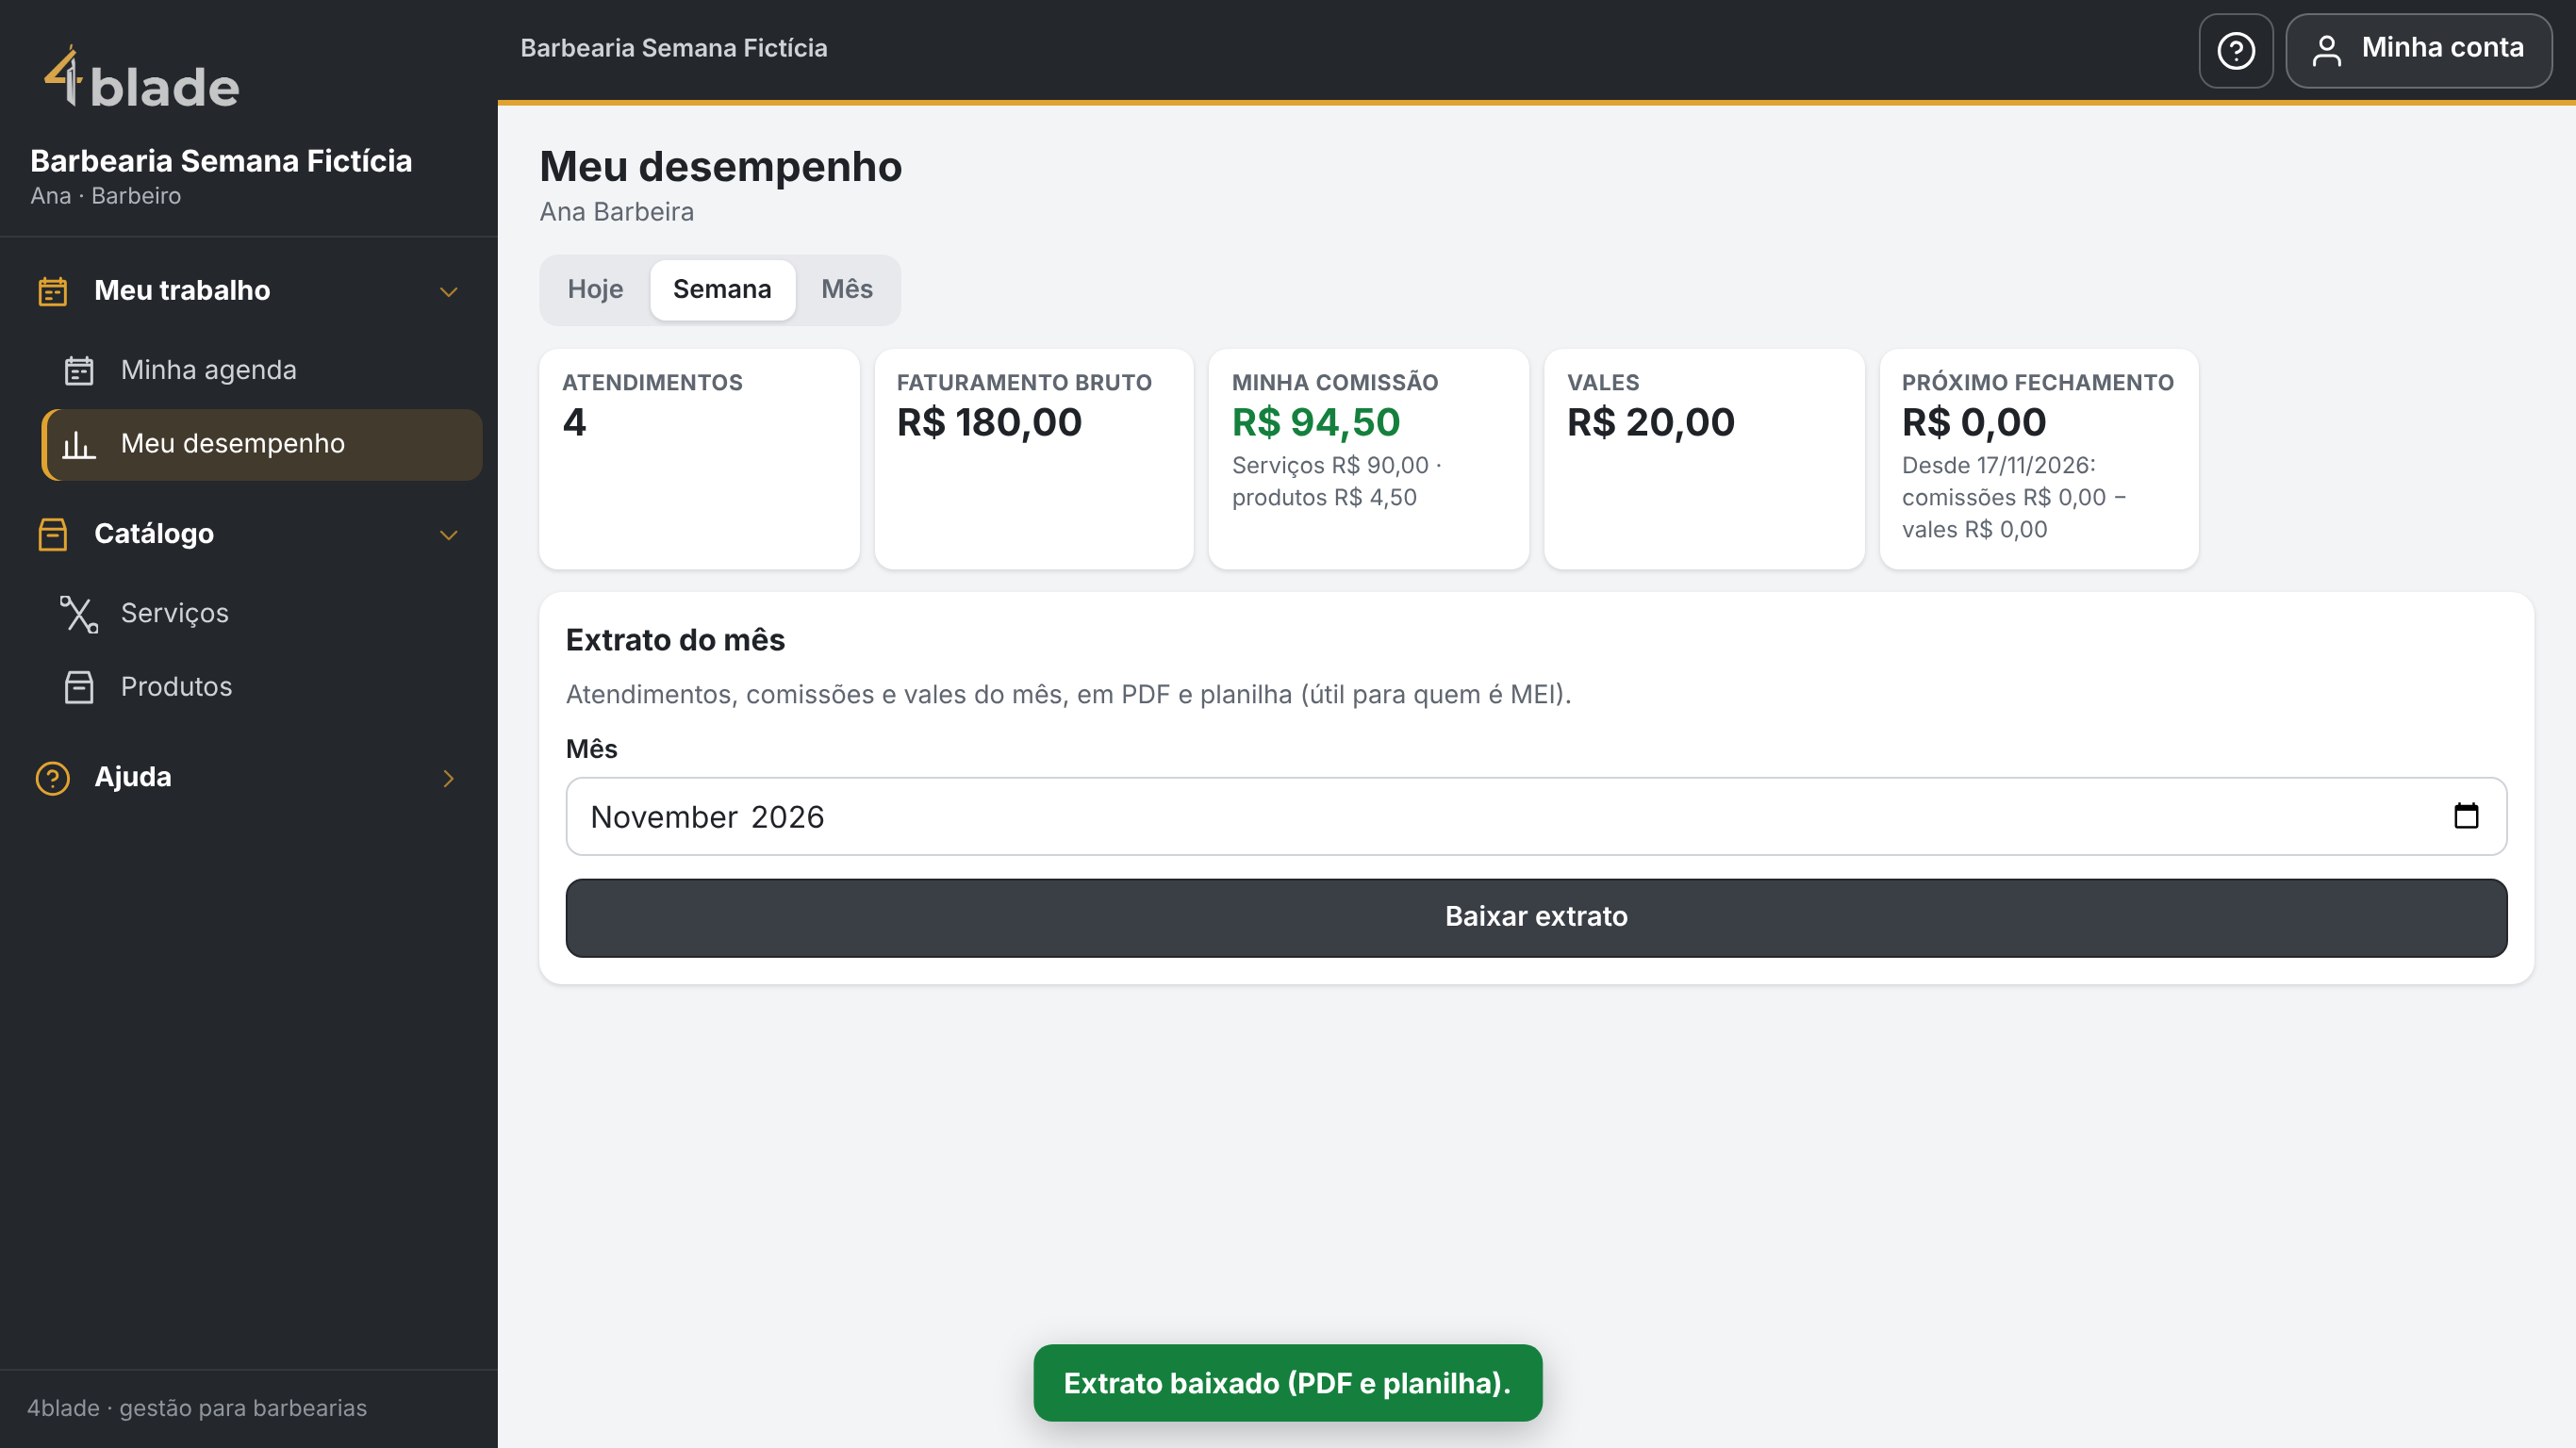 4blade
Barbearia Semana Fictícia
Ana · Barbeiro
Meu trabalho
Minha agenda
Meu desempenho
Catálogo
Serviços
Produtos
Ajuda
4blade · gestão para barbearias
Barbearia Semana Fictícia
Minha conta
Meu desempenho
Ana Barbeira
Hoje
Semana
Mês
ATENDIMENTOS
4
FATURAMENTO BRUTO
R$ 180,00
MINHA COMISSÃO
R$ 94,50
Serviços R$ 90,00 ·
produtos R$ 4,50
VALES
R$ 20,00
PRÓXIMO FECHAMENTO
R$ 0,00
Desde 17/11/2026:
comissões R$ 0,00 −
vales R$ 0,00
Extrato do mês
Atendimentos, comissões e vales do mês, em PDF e planilha (útil para quem é MEI).
Mês
November 2026
Baixar extrato
Extrato baixado (PDF e planilha).